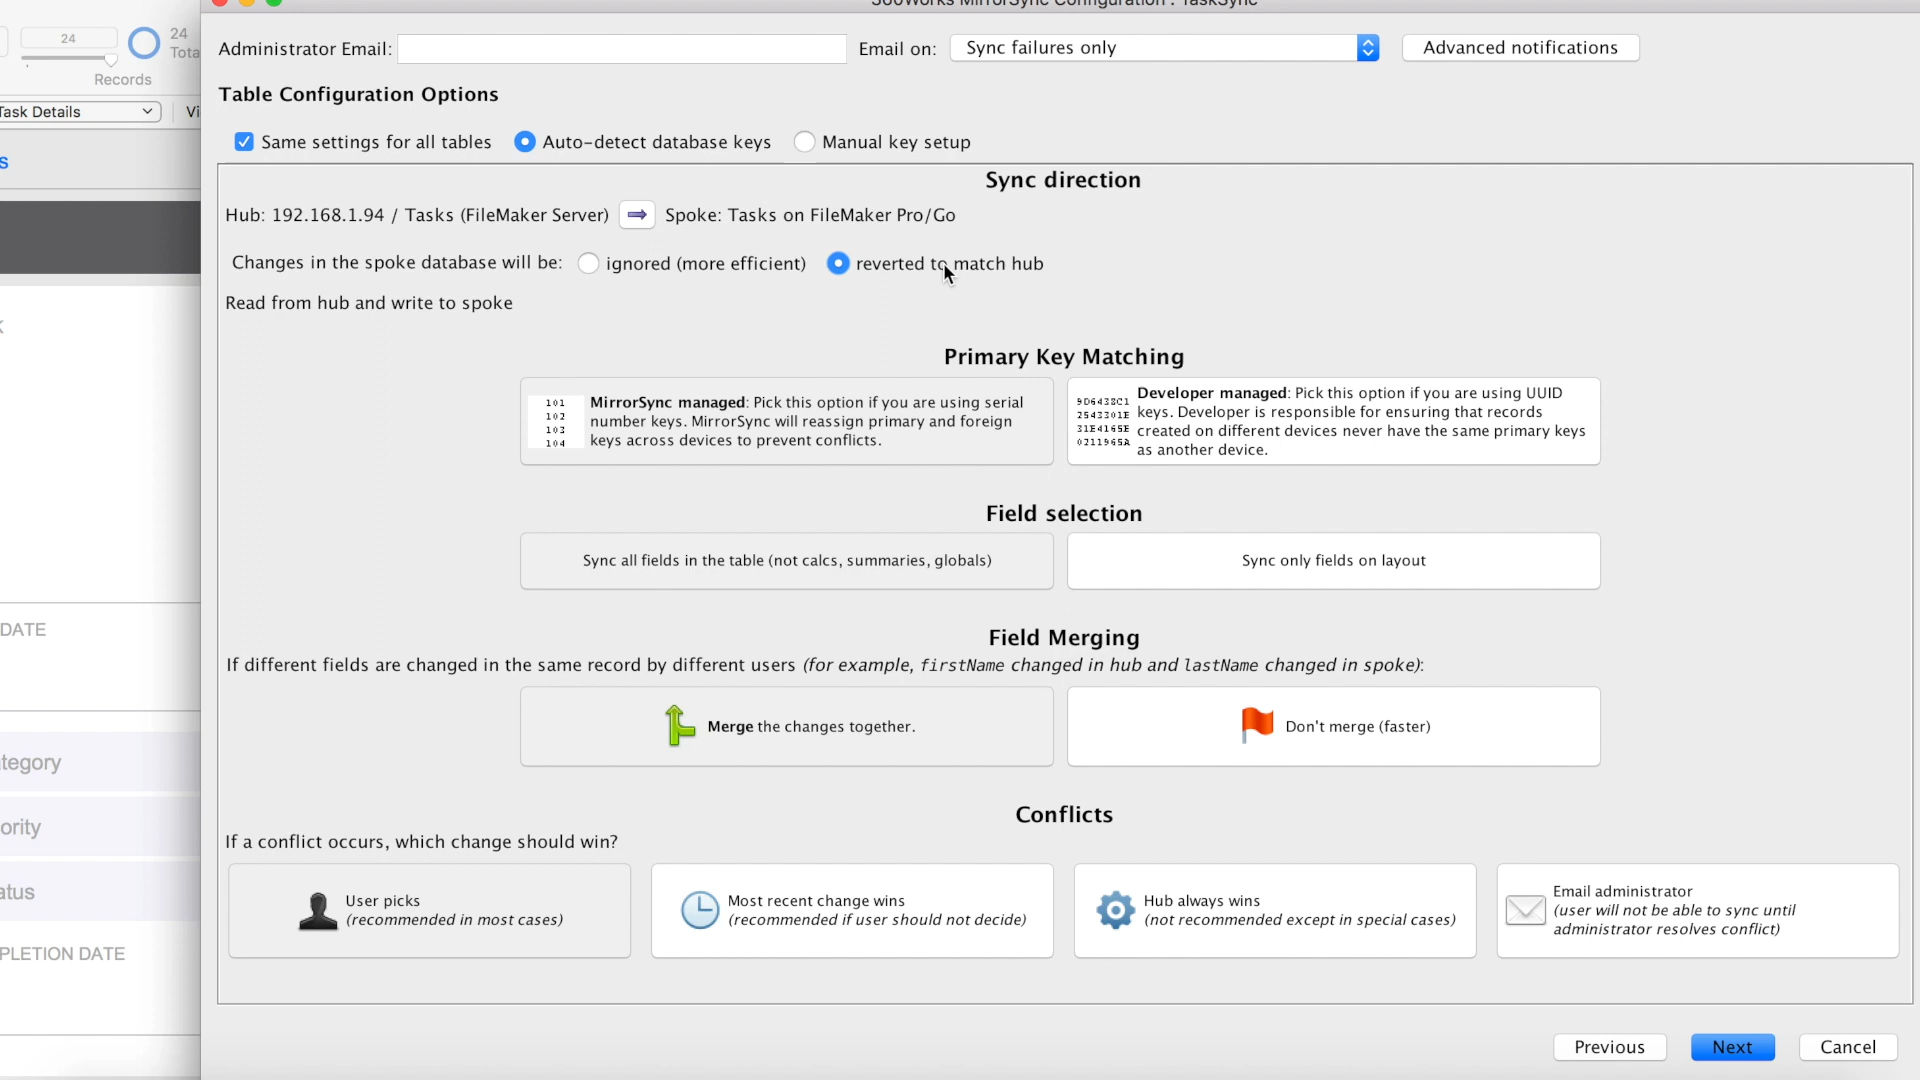 360Works MirrorSync Configuration : TaskSync
24
24
Tota
Records
Task Details
Vi
s
K
DATE
tegory
ority
atus
PLETION DATE
Administrator Email:
Email on:
Sync failures only
Advanced notifications
Table Configuration Options
Same settings for all tables
Auto-detect database keys
Manual key setup
Sync direction
Hub: 192.168.1.94 / Tasks (FileMaker Server)
Spoke: Tasks on FileMaker Pro/Go
Changes in the spoke database will be:
ignored (more efficient)
reverted to match hub
Read from hub and write to spoke
Primary Key Matching
101
102
103
104
MirrorSync managed: Pick this option if you are using serial
number keys. MirrorSync will reassign primary and foreign
keys across devices to prevent conflicts.
9D6438C1
2543301E
31E4165E
0211965A
Developer managed: Pick this option if you are using UUID
keys. Developer is responsible for ensuring that records
created on different devices never have the same primary keys
as another device.
Field selection
Sync all fields in the table (not calcs, summaries, globals)
Sync only fields on layout
Field Merging
If different fields are changed in the same record by different users (for example, firstName changed in hub and lastName changed in spoke):
Merge the changes together.
Don't merge (faster)
Conflicts
If a conflict occurs, which change should win?
User picks
(recommended in most cases)
Most recent change wins
(recommended if user should not decide)
Hub always wins
(not recommended except in special cases)
Email administrator
(user will not be able to sync until
administrator resolves conflict)
Previous
Next
Cancel